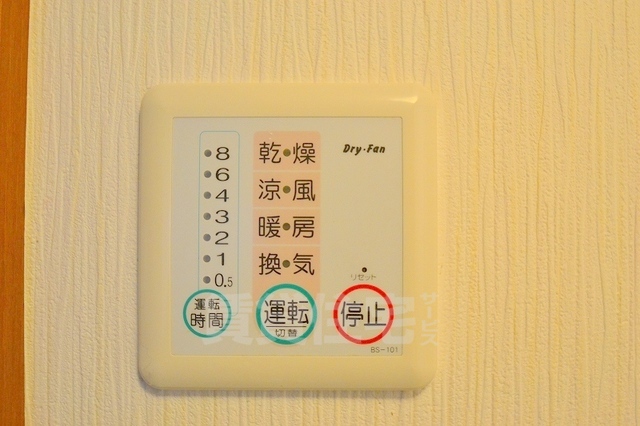 8
6
4
3
2
1
0.5
乾・燥
涼・風
暖・房
換・気
Dry・Fan
リセット
運転
時間
運転
切替
停止
BS-101